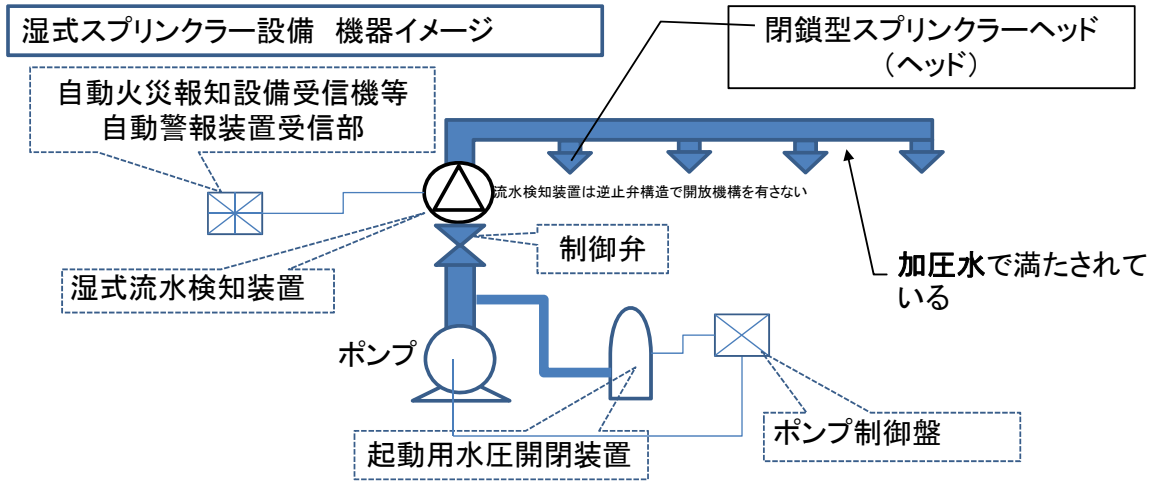 湿式スプリンクラー設備　機器イメージ
閉鎖型スプリンクラーヘッド
（ヘッド）
自動火災報知設備受信機等
自動警報装置受信部
流水検知装置は逆止弁構造で開放機構を有さない
制御弁
加圧水で満たされて
いる
湿式流水検知装置
ポンプ
ポンプ制御盤
起動用水圧開閉装置